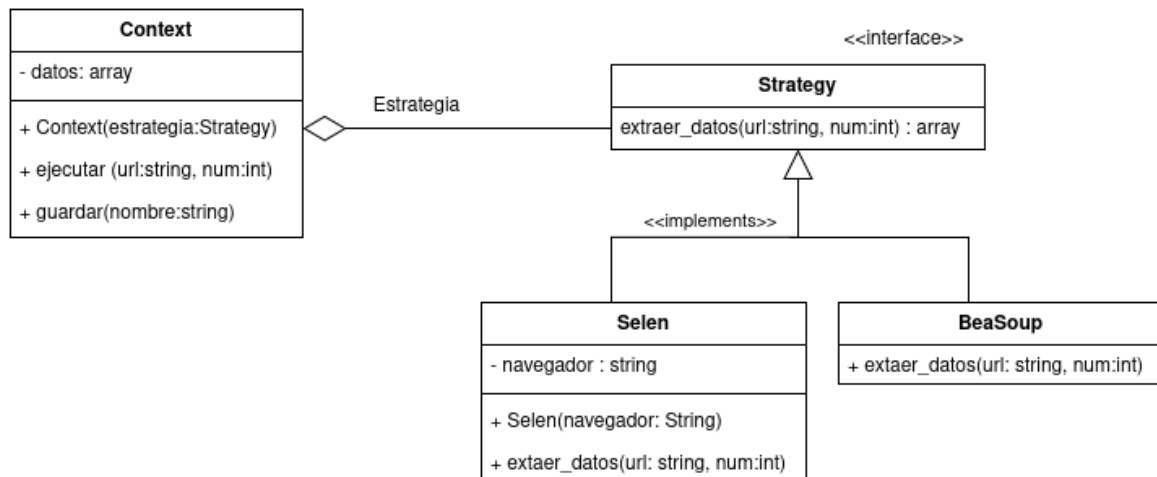 Context
- datos: array
+ Context(estrategia:Strategy)
+ ejecutar (url:string, num:int)
+ guardar(nombre:string)
Estrategia
<<interface>>
Strategy
extraer_datos(url:string, num:int) : array
<<implements>>
Selen
- navegador : string
+ Selen(navegador: String)
+ extaer_datos(url: string, num:int)
BeaSoup
+ extaer_datos(url: string, num:int)